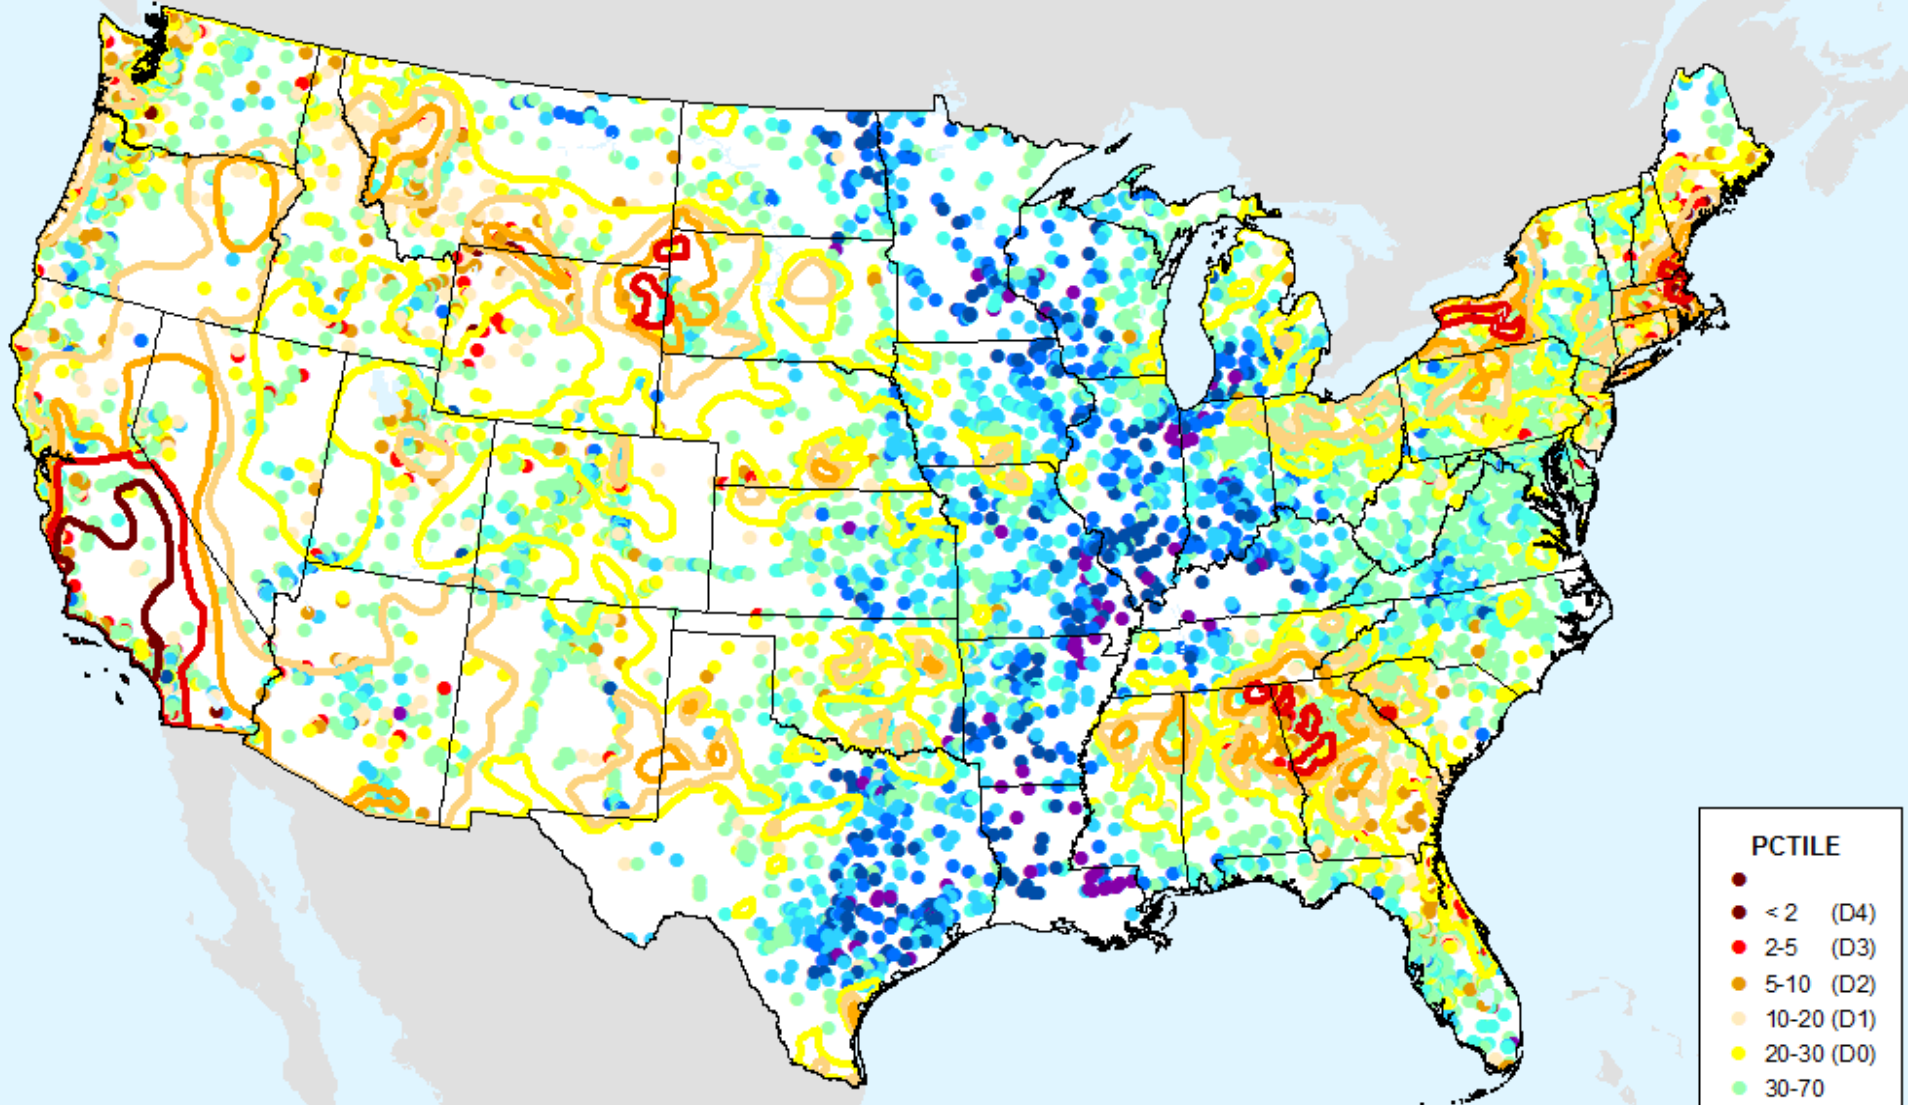 PCTILE
< 2 (D4)
2-5 (D3)
5-10 (D2)
10-20 (D1)
20-30 (D0)
30-70